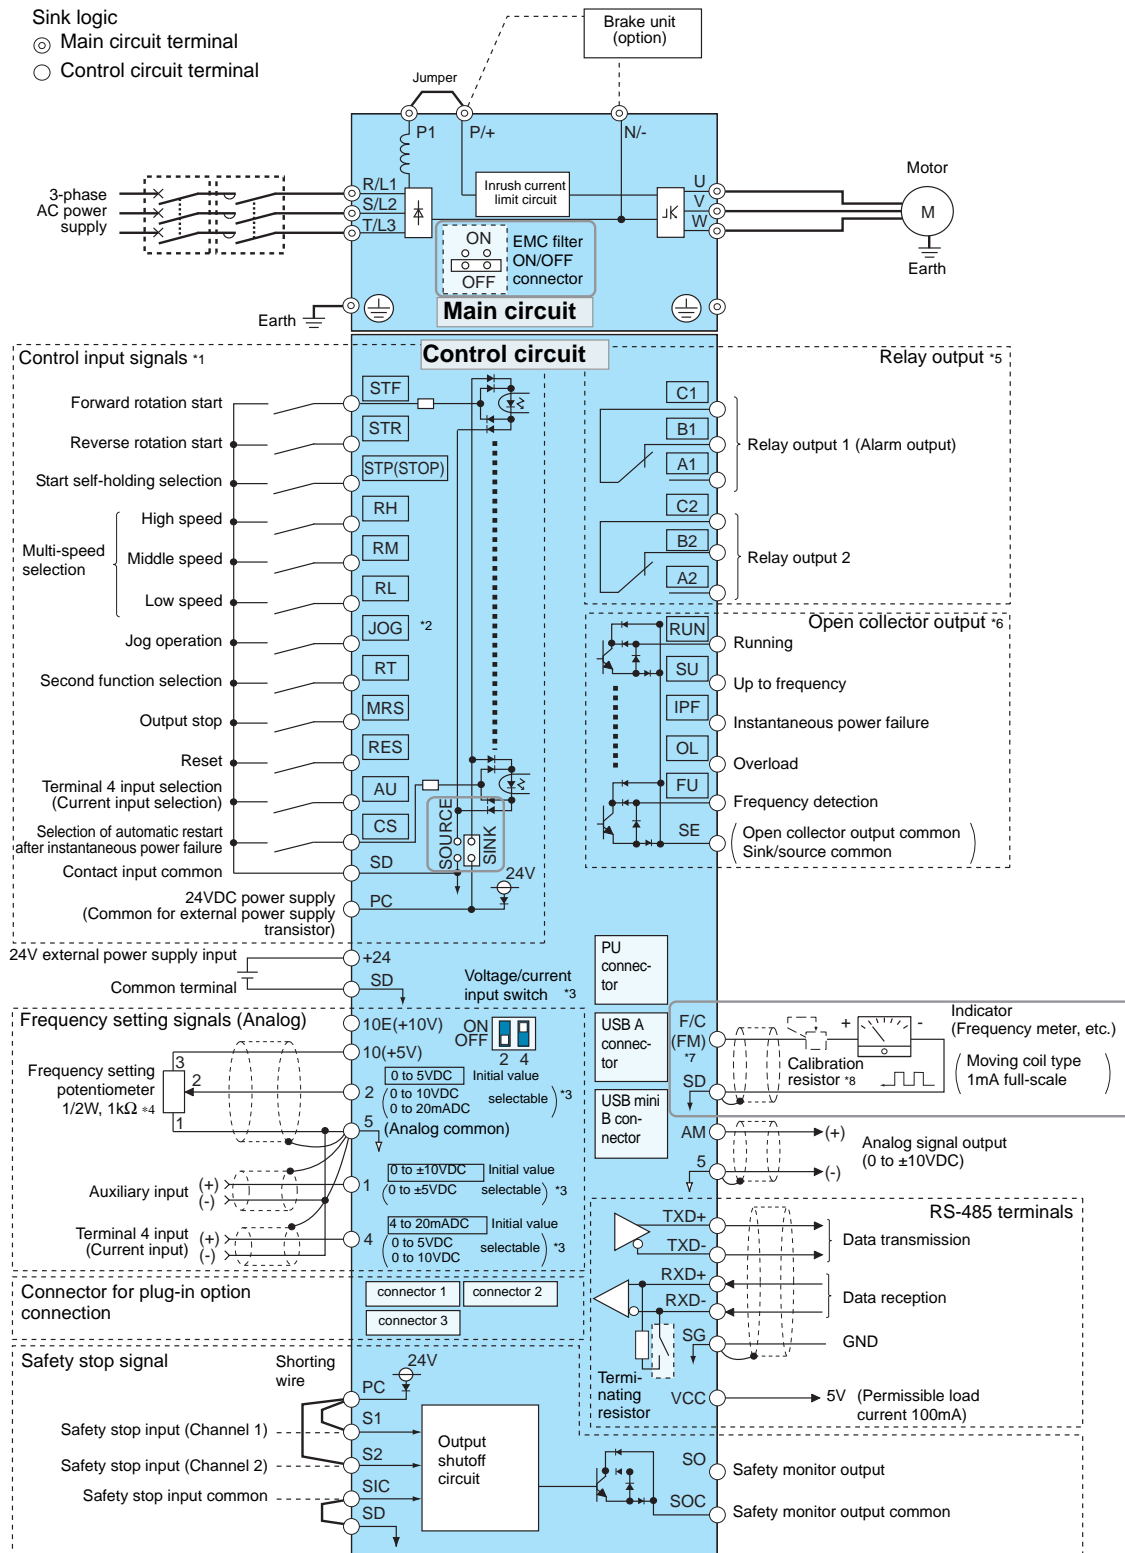 Sink logic
Main circuit terminal
Control circuit terminal
Brake unit
(option)
Jumper
P1
P/+
N/-
3-phase
AC power
supply
R/L1
S/L2
T/L3
Inrush current
limit circuit
U
V
W
Motor
M
Earth
ON
OFF
EMC filter
ON/OFF
connector
Main circuit
Earth
Control circuit
Control input signals *1
Forward rotation start
STF
Reverse rotation start
STR
Start self-holding selection
STP(STOP)
Multi-speed
selection
High speed
RH
Middle speed
RM
Low speed
RL
Jog operation
JOG *2
Second function selection
RT
Output stop
MRS
Reset
RES
Terminal 4 input selection
(Current input selection)
AU
Selection of automatic restart
after instantaneous power failure
CS
SOURCE
SINK
Contact input common
SD
24V
24VDC power supply
(Common for external power supply
transistor)
PC
24V external power supply input
+24
Common terminal
SD
Relay output *5
C1
B1
A1
Relay output 1 (Alarm output)
C2
B2
A2
Relay output 2
Open collector output *6
RUN
Running
SU
Up to frequency
IPF
Instantaneous power failure
OL
Overload
FU
Frequency detection
SE
(Open collector output common
Sink/source common)
Voltage/current
input switch *3
ON
OFF
2 4
Frequency setting signals (Analog)
10E(+10V)
10(+5V)
Frequency setting
potentiometer
1/2W, 1kΩ *4
3
2
1
2
0 to 5VDC Initial value
(0 to 10VDC
0 to 20mADC selectable) *3
5
(Analog common)
Auxiliary input
(+)
(-)
1
0 to ±10VDC Initial value
(0 to ±5VDC selectable) *3
Terminal 4 input
(Current input)
(+)
(-)
4
4 to 20mADC Initial value
(0 to 5VDC
0 to 10VDC selectable) *3
PU
connec-
tor
USB A
connec-
tor
USB mini
B con-
nector
F/C
(FM)
*7
SD
+
-
Indicator
(Frequency meter, etc.)
Calibration
resistor *8
(Moving coil type
1mA full-scale)
AM
5
(+)
(-)
Analog signal output
(0 to ±10VDC)
RS-485 terminals
TXD+
TXD-
Data transmission
RXD+
RXD-
Data reception
SG
GND
Termi-
nating
resistor
VCC
5V
(Permissible load
current 100mA)
Connector for plug-in option
connection
connector 1
connector 2
connector 3
Safety stop signal
Shorting
wire
24V
PC
S1
Safety stop input (Channel 1)
S2
Safety stop input (Channel 2)
SIC
Safety stop input common
SD
Output
shutoff
circuit
SO
Safety monitor output
SOC
Safety monitor output common